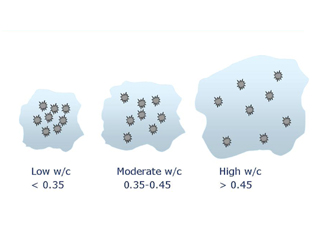 Low w/c
< 0.35
Moderate w/c
0.35-0.45
High w/c
> 0.45